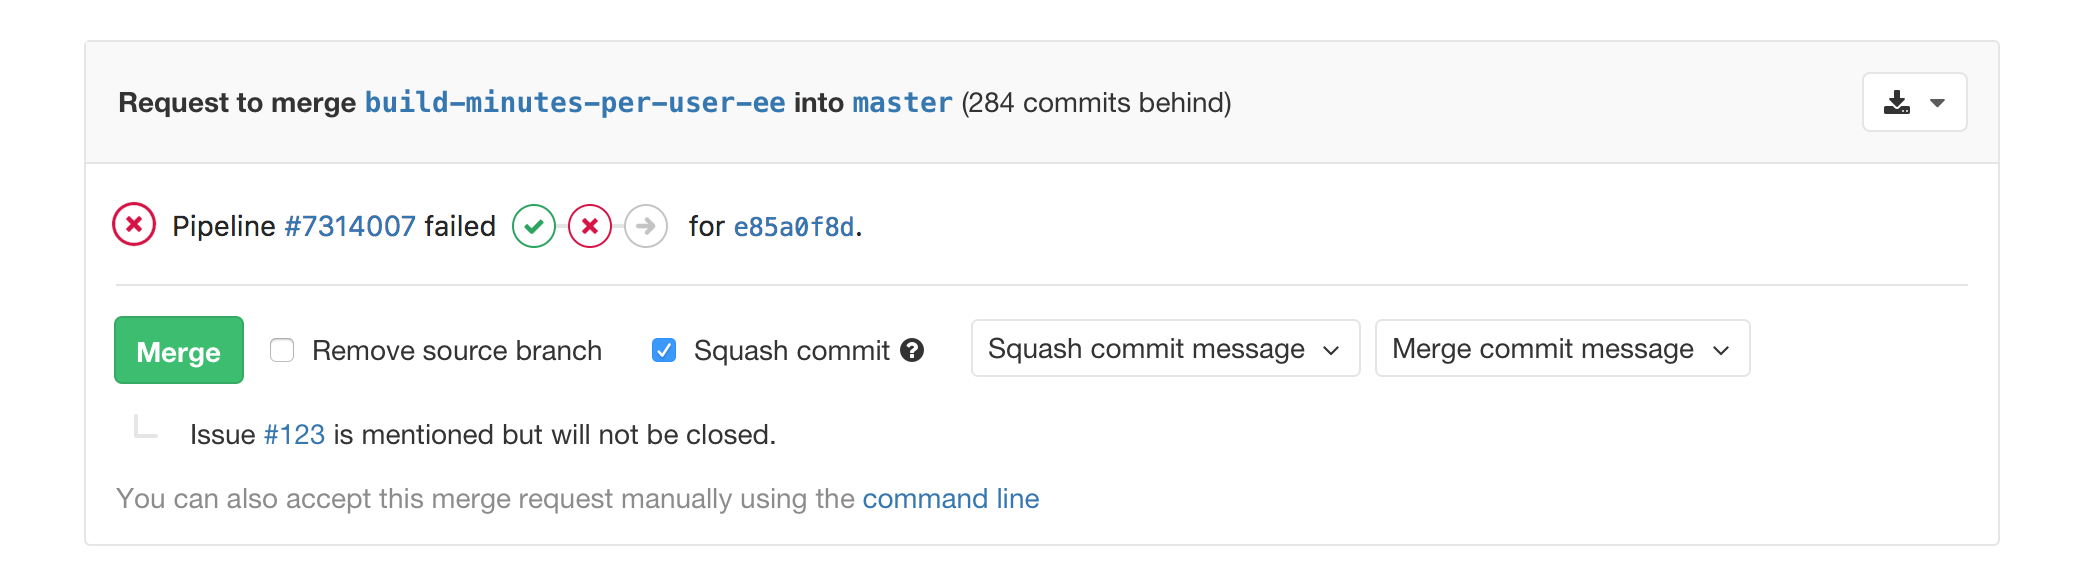 Request to merge build-minutes-per-user-ee into master (284 commits behind)
Pipeline #7314007 failed for e85a0f8d.
Merge Remove source branch Squash commit Squash commit message Merge commit message
Issue #123 is mentioned but will not be closed.
You can also accept this merge request manually using the command line